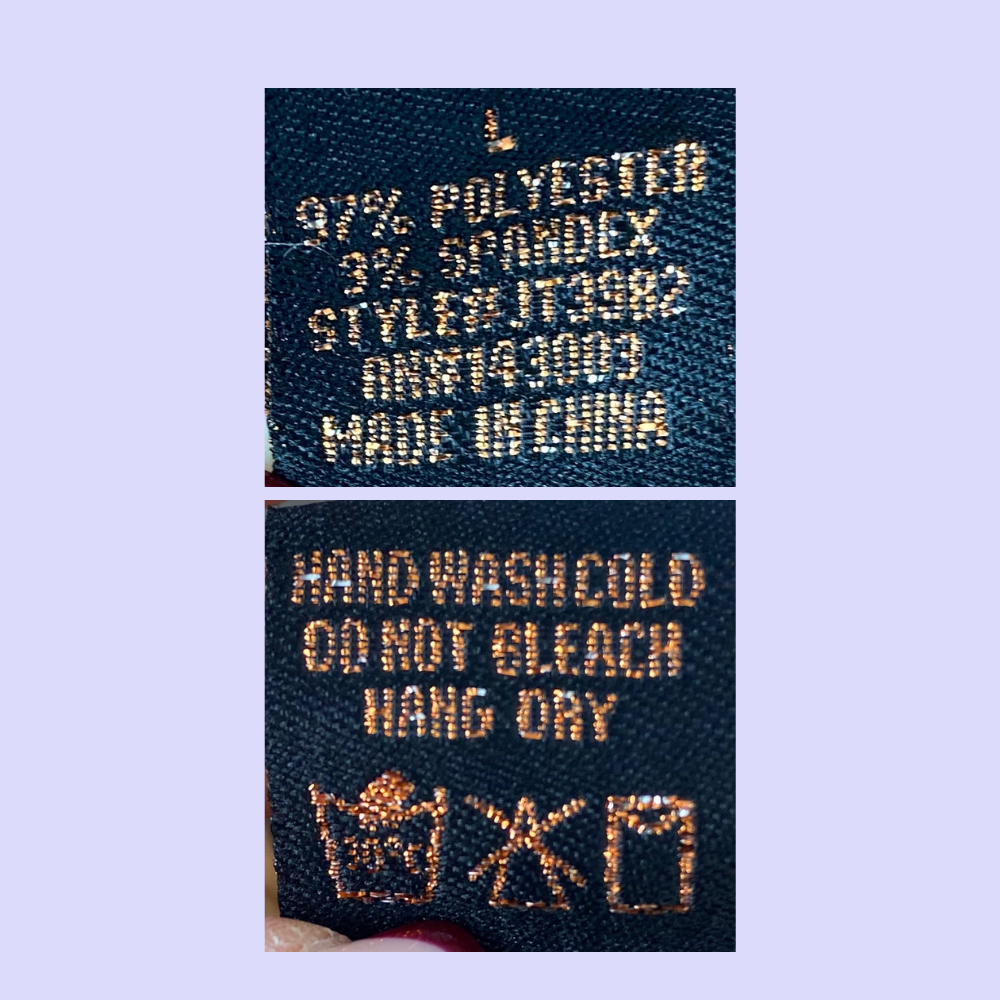 L
97% POLYESTER
3% SPANDEX
STYLE# JT3982
RN#143003
MADE IN CHINA
HAND WASH COLD
DO NOT BLEACH
HANG DRY
30°C